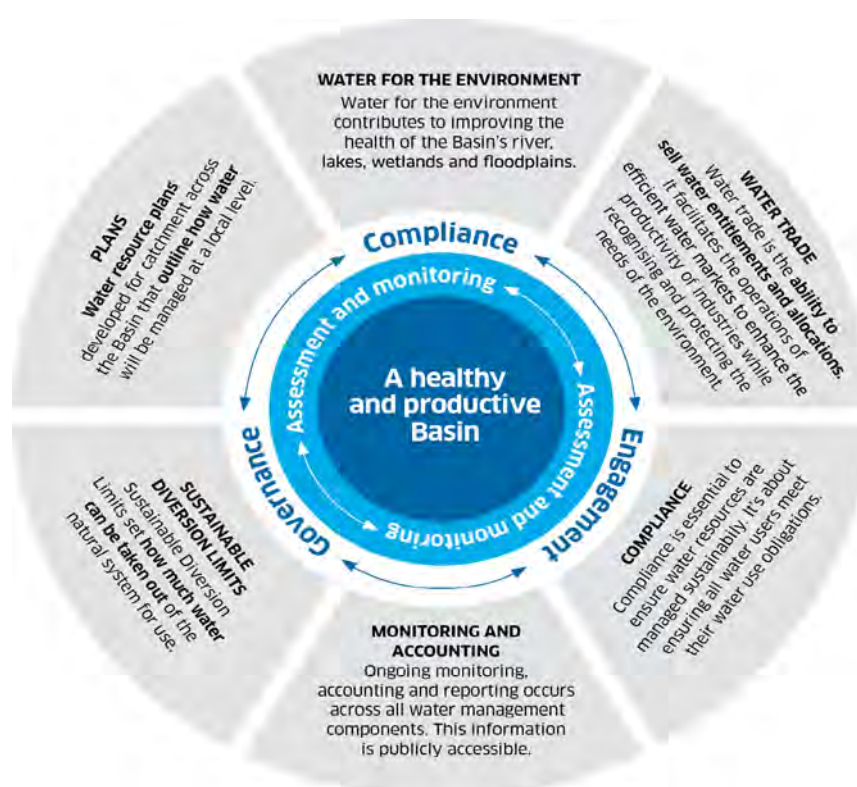 WATER FOR THE ENVIRONMENT
Water for the environment
contributes to improving the
health of the Basin's river,
lakes, wetlands and floodplains.
WATER TRADE
Water trade is the ability to
sell water entitlements and allocations.
It facilitates the operations of
efficient water markets to enhance the
productivity of industries while
recognising and protecting the
needs of the environment.
COMPLIANCE
Compliance is essential to
ensure water resources are
managed sustainabily. It's about
ensuring all water users meet
their water use obligations.
MONITORING AND
ACCOUNTING
Ongoing monitoring,
accounting and reporting occurs
across all water management
components. This information
is publicly accessible.
SUSTAINABLE
DIVERSION LIMITS
Sustainable Diversion
Limits set how much water
can be taken out of the
natural system for use.
PLANS
Water resource plans
developed for catchment across
the Basin that outline how water
will be managed at a local level.
Compliance
Engagement
Governance
Assessment and monitoring
Assessment and monitoring
A healthy
and productive
Basin